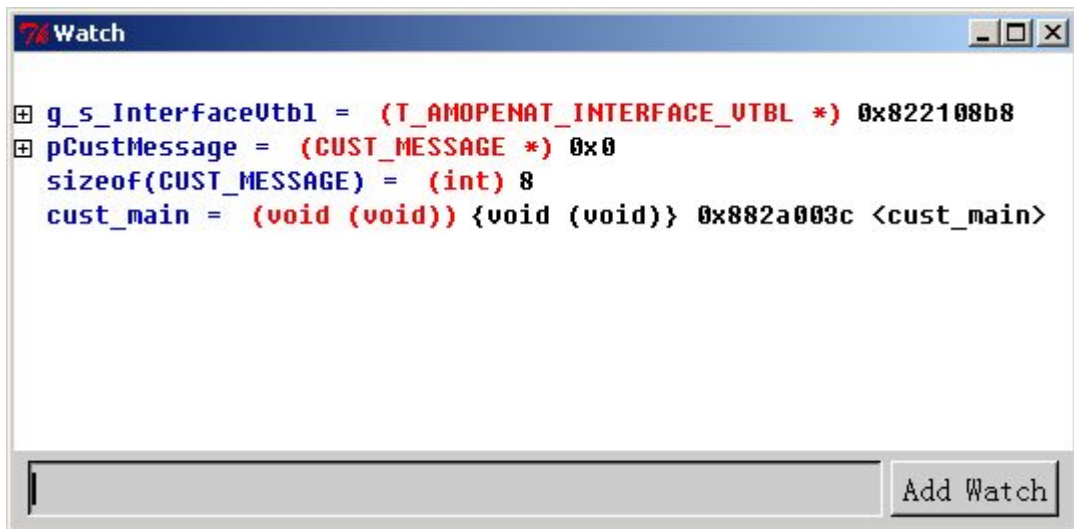 Watch
g_s_InterfaceVtbl = (T_AMOPENAT_INTERFACE_VTBL *) 0x822108b8
pCustMessage = (CUST_MESSAGE *) 0x0
sizeof(CUST_MESSAGE) = (int) 8
cust_main = (void (void)) {void (void)} 0x882a003c <cust_main>
Add Watch